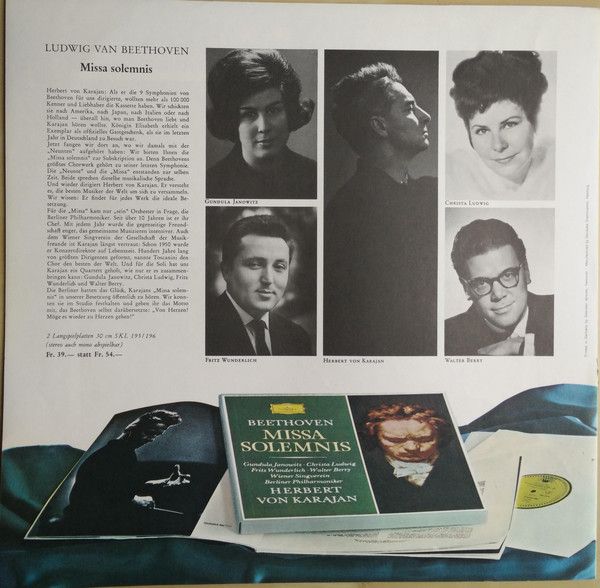 LUDWIG VAN BEETHOVEN
Missa solemnis
Herbert von Karajan: Als er die 9 Symphonien von
Beethoven für uns dirigierte, wollten mehr als 100 000
Kenner und Liebhaber die Kassette haben. Wir schickten
sie nach Amerika, nach Japan, nach Italien oder nach
Holland — überall hin, wo man Beethoven liebt und
Karajan hören wollte. Königin Elisabeth erhielt ein
Exemplar als offizielles Gastgeschenk, als sie im letzten
Jahr in Deutschland zu Besuch war.
Jetzt fangen wir dort an, wo wir damals mit der
„Neunten“ aufgehört haben: Wir bieten Ihnen die
„Missa solemnis“ zur Subskription an. Denn Beethovens
größtes Chorwerk gehört zu seiner letzten Symphonie.
Die „Neunte“ und die „Missa“ entstanden zur selben
Zeit. Beide sprechen dieselbe musikalische Sprache.
Und wieder dirigiert Herbert von Karajan. Er versteht
er, die besten Musiker der Welt um sich zu versammeln.
Wir wissen: Er findet für jedes Werk die ideale Be-
setzung.
Für die „Missa“ kam nur „sein“ Orchester in Frage, die
Berliner Philharmoniker. Seit über 10 Jahren ist er ihr
Chef. Mit jedem Jahr wurde die gegenseitige Freund-
schaft enger, das gemeinsame Musizieren intensiver. Auch
dem Wiener Singverein der Gesellschaft der Musik-
freunde ist Karajan längst vertraut: Schon 1950 wurde
er Konzertdirektor auf Lebenszeit. Hundert Jahre lang
von größten Dirigenten geformt, nannte Toscanini den
Chor den besten der Welt. Und für die Soli hat uns
Karajan ein Quartett geholt, wie nur er es zusammen-
bringen kann: Gundula Janowitz, Christa Ludwig, Fritz
Wunderlich und Walter Berry.
Die Berliner hatten das Glück, Karajans „Missa solem-
nis“ in unserer Besetzung öffentlich zu hören. Wir konn-
ten sie im Studio festhalten und geben ihr das Motto
mit, das Beethoven selbst darübersetzte: „Von Herzen!
Möge es wieder zu Herzen gehen!“
2 Langspielplatten 30 cm SKL 195/196
(stereo auch mono abspielbar)
Fr. 39.— statt Fr. 54.—
GUNDULA JANOWITZ
CHRISTA LUDWIG
FRITZ WUNDERLICH
HERBERT VON KARAJAN
WALTER BERRY
BEETHOVEN
MISSA
SOLEMNIS
Gundula Janowitz · Christa Ludwig
Fritz Wunderlich · Walter Berry
Wiener Singverein
Berliner Philharmoniker
HERBERT
VON KARAJAN